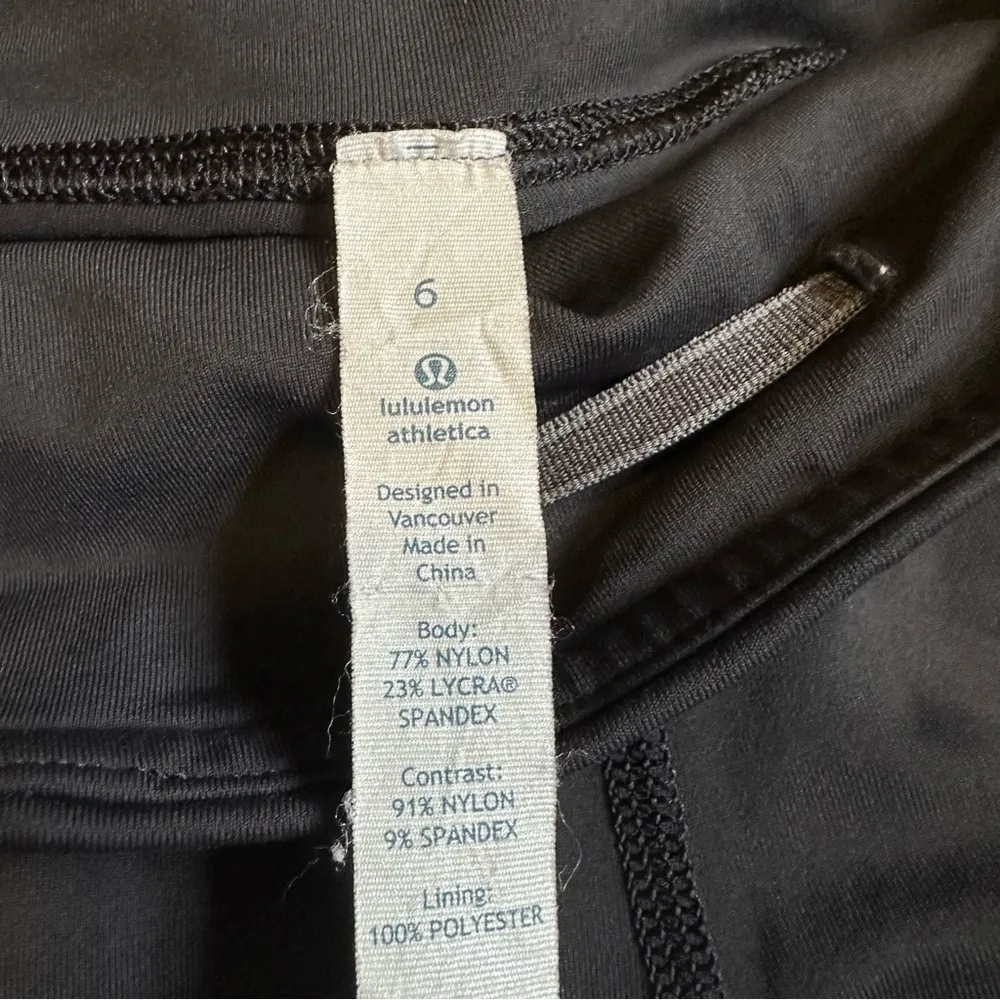 6
lululemon
athletica
Designed in
Vancouver
Made in
China
Body:
77% NYLON
23% LYCRA®
SPANDEX
Contrast:
91% NYLON
9% SPANDEX
Lining:
100% POLYESTER